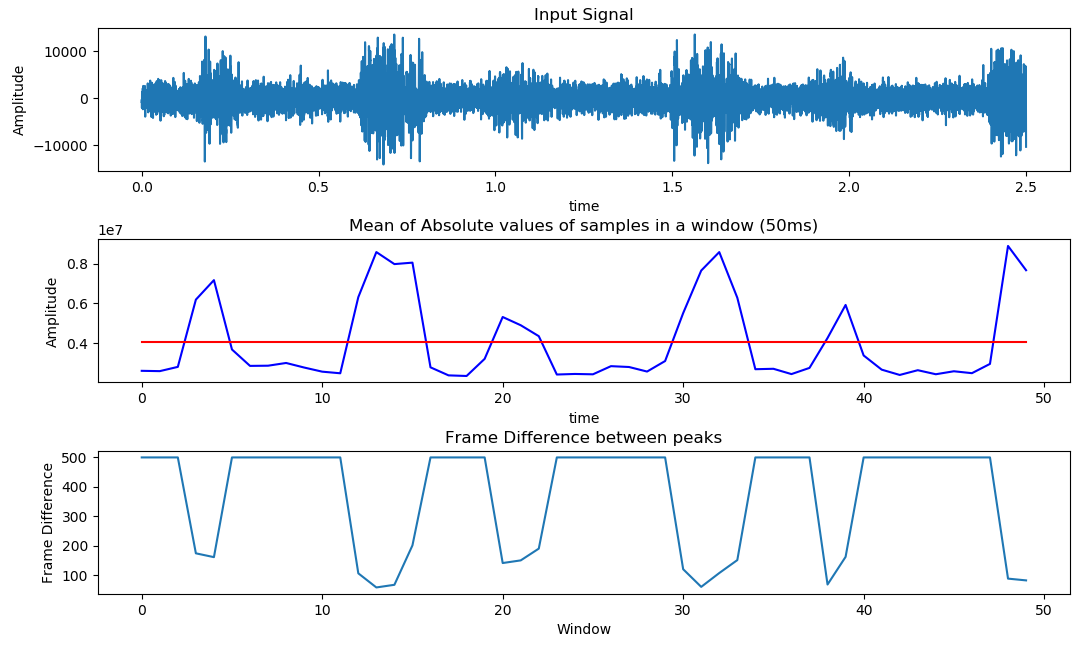 Input Signal
10000
0
−10000
Amplitude
0.0 0.5 1.0 1.5 2.0 2.5
time
Mean of Absolute values of samples in a window (50ms)
1e7
0.8
0.6
0.4
Amplitude
0 10 20 30 40 50
time
Frame Difference between peaks
500
400
300
200
100
Frame Difference
0 10 20 30 40 50
Window